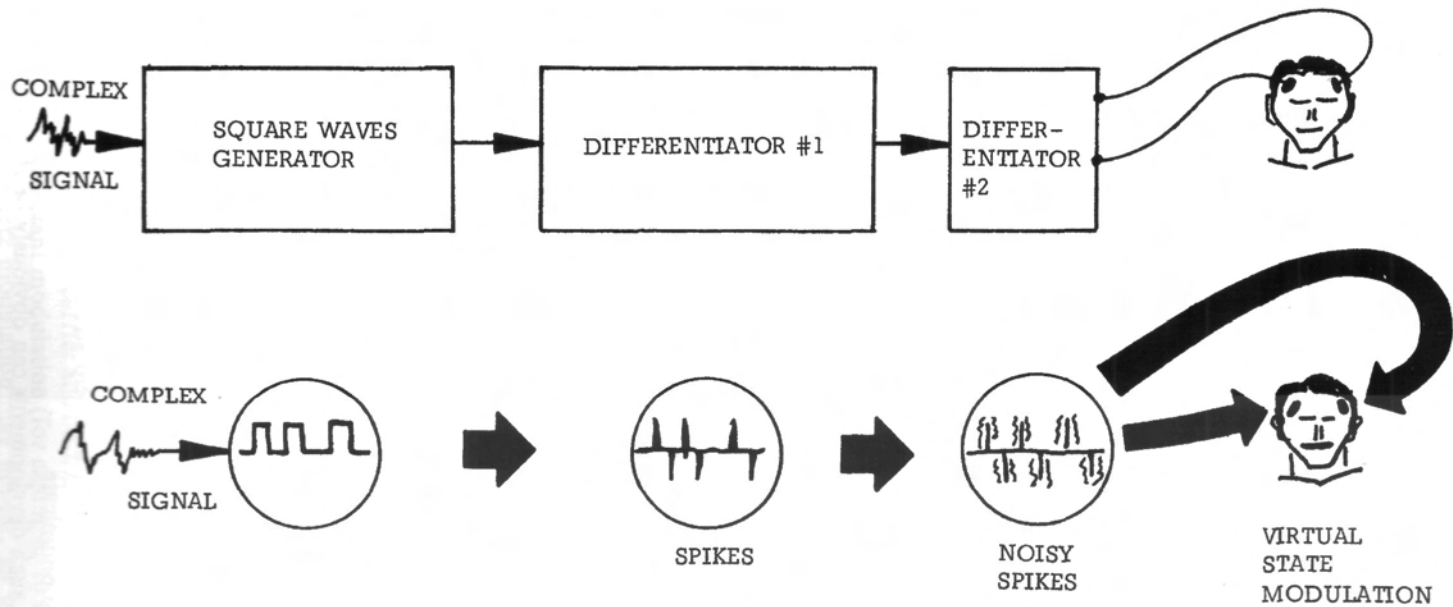 COMPLEX
SIGNAL
SQUARE WAVES
GENERATOR
DIFFERENTIATOR #1
DIFFER-
ENTIATOR
#2
COMPLEX
SIGNAL
SPIKES
NOISY
SPIKES
VIRTUAL
STATE
MODULATION